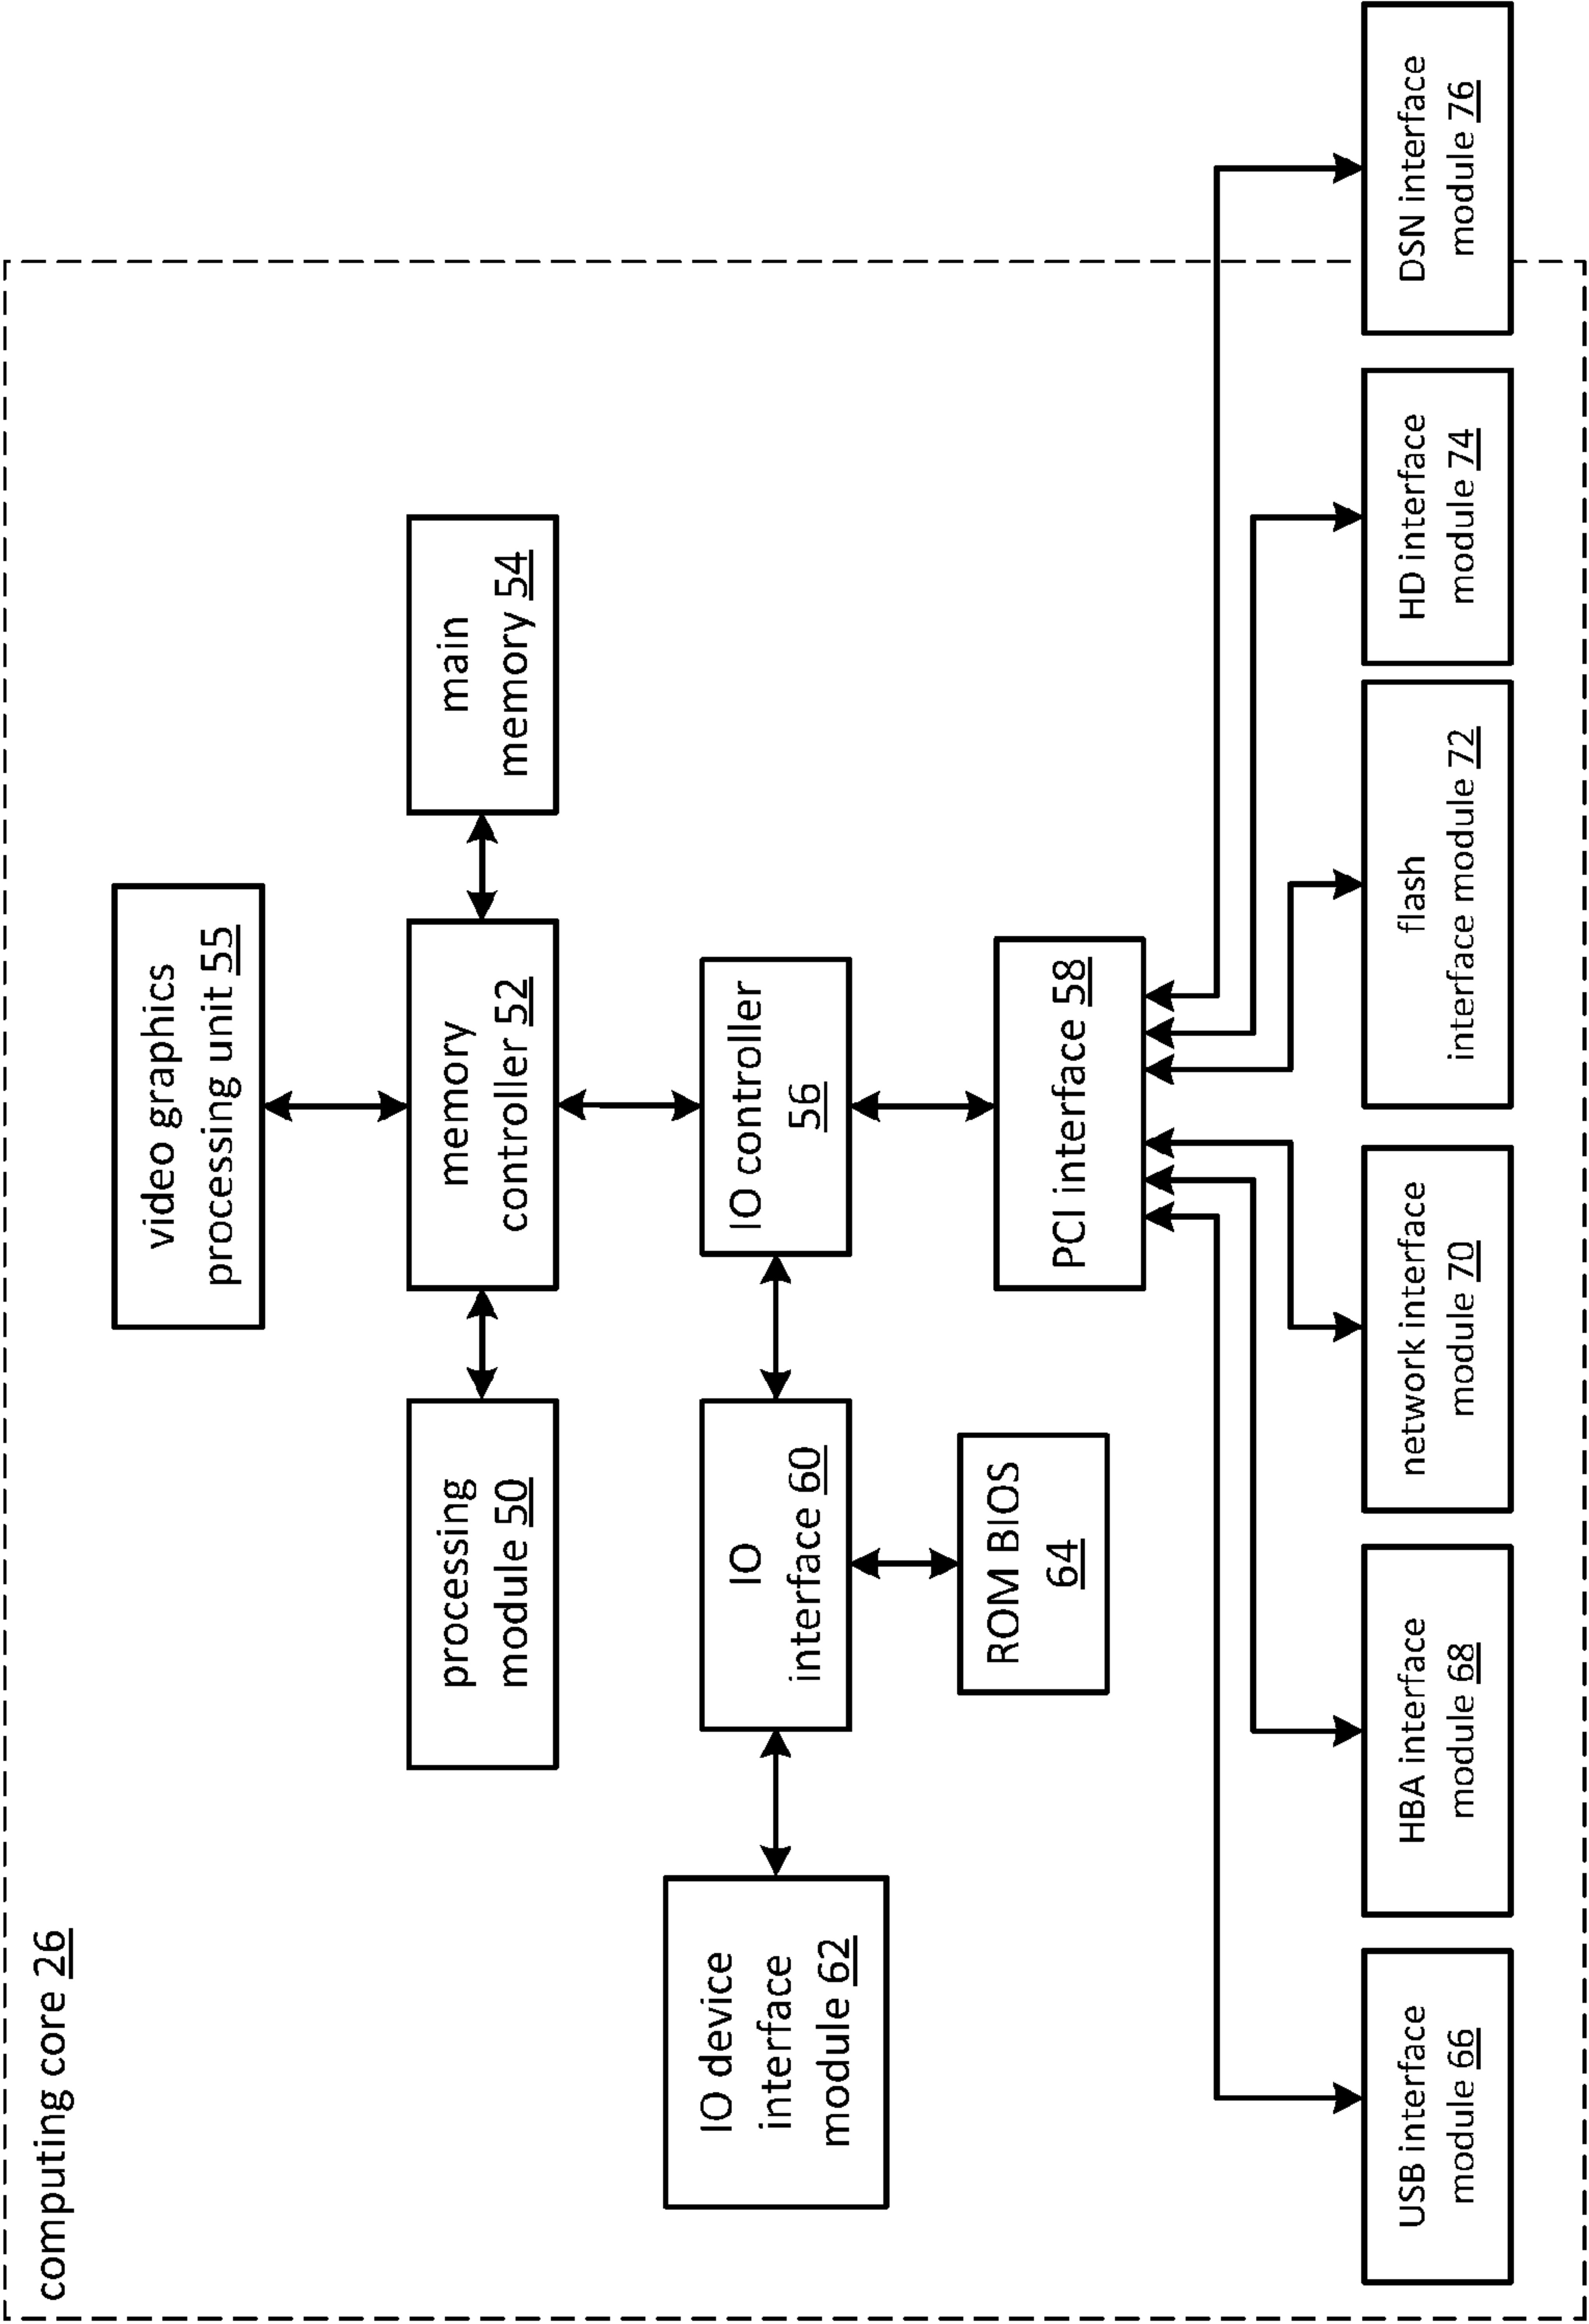 computing core 26
video graphics
processing unit 55
processing
module 50
memory
controller 52
main
memory 54
IO device
interface
module 62
IO
interface 60
IO controller
56
ROM BIOS
64
PCI interface 58
USB interface
module 66
HBA interface
module 68
network interface
module 70
flash
interface module 72
HD interface
module 74
DSN interface
module 76